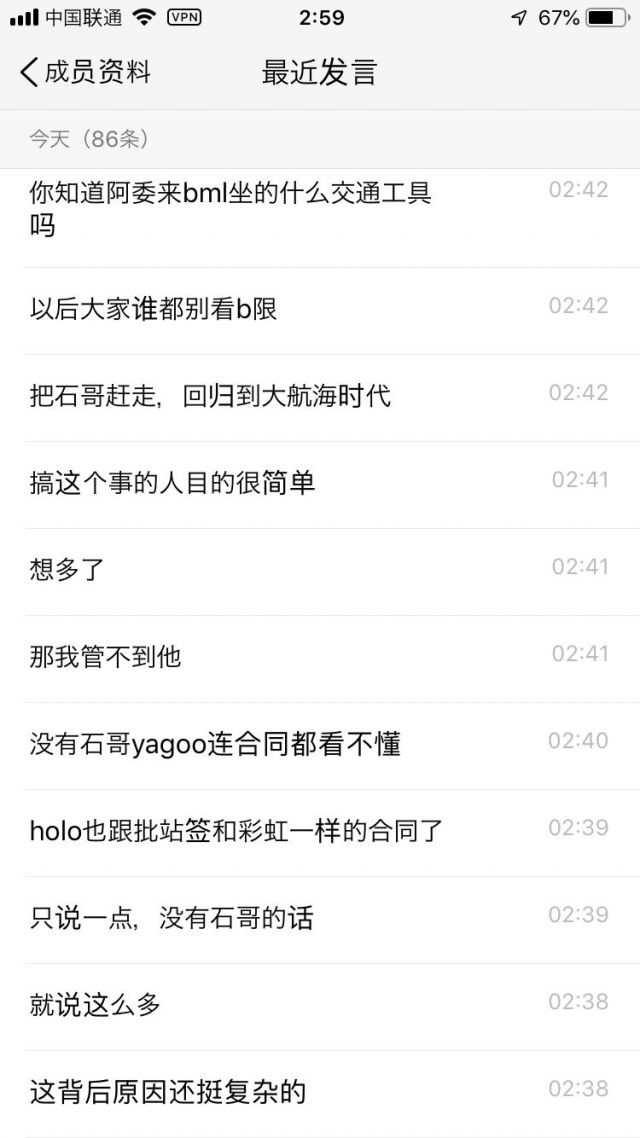 中国联通 VPN 2:59 67%
成员资料 最近发言
今天（86条）
你知道阿委来bml坐的什么交通工具 02:42
吗
以后大家谁都别看b限 02:42
把石哥赶走，回归到大航海时代 02:42
搞这个事的人目的很简单 02:41
想多了 02:41
那我管不到他 02:41
没有石哥yagoo连合同都看不懂 02:40
holo也跟批站签和彩虹一样的合同了 02:39
只说一点，没有石哥的话 02:39
就说这么多 02:38
这背后原因还挺复杂的 02:38